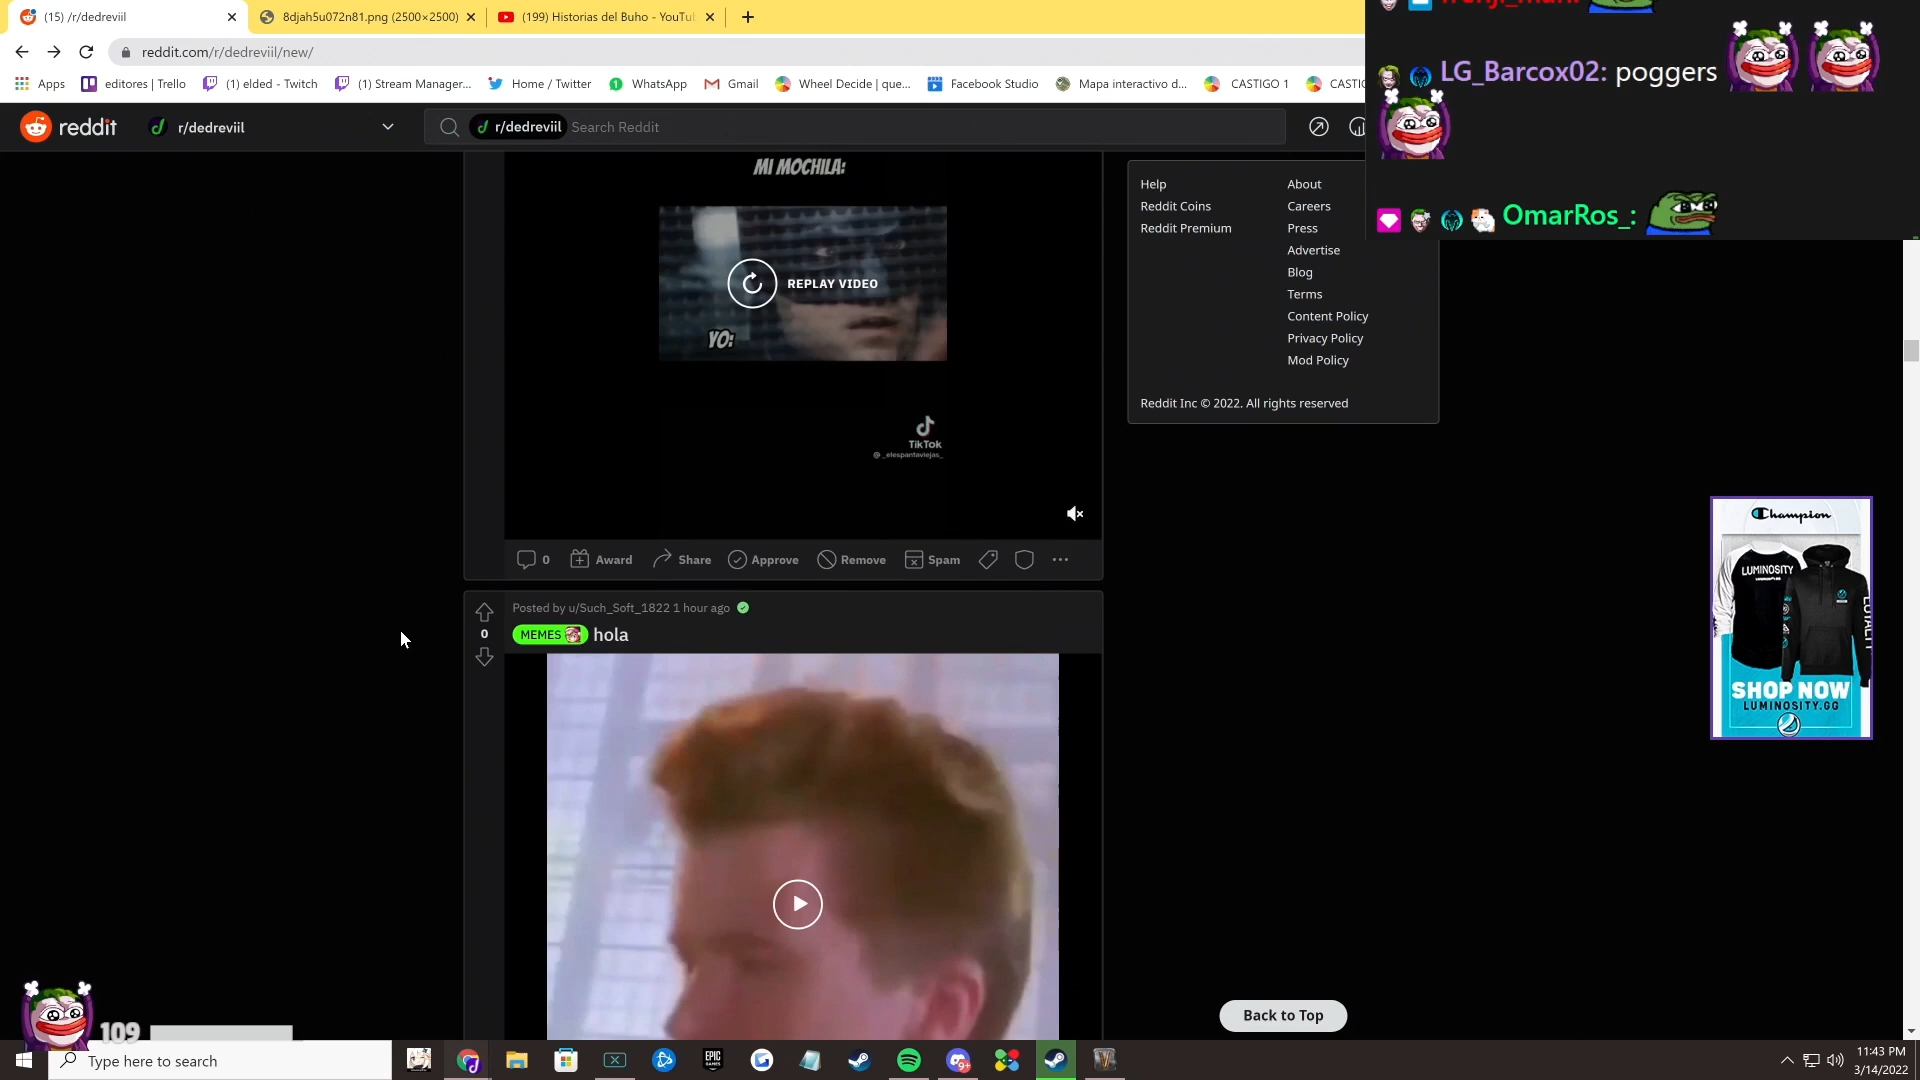 (15) /r/dedreviil
8djah5u072n81.png (2500×2500)
(199) Historias del Buho - YouTu
reddit.com/r/dedreviil/new/
Apps
editores | Trello
(1) elded - Twitch
(1) Stream Manager...
Home / Twitter
WhatsApp
Gmail
Wheel Decide | que...
Facebook Studio
Mapa interactivo d...
CASTIGO 1
CASTI
LG_Barcox02: poggers
OmarRos_:
reddit
r/dedreviil
r/dedreviil
Search Reddit
MI MOCHILA:
REPLAY VIDEO
YO:
TikTok
@_elespantaviejas_
Help
About
Reddit Coins
Careers
Reddit Premium
Press
Advertise
Blog
Terms
Content Policy
Privacy Policy
Mod Policy
Reddit Inc © 2022. All rights reserved
0
Award
Share
Approve
Remove
Spam
Posted by u/Such_Soft_1822 1 hour ago
0
MEMES
hola
Champion
LUMINOSITY
SHOP NOW
LUMINOSITY.GG
Back to Top
109
Type here to search
EPIC
GAMES
9+
11:43 PM
3/14/2022